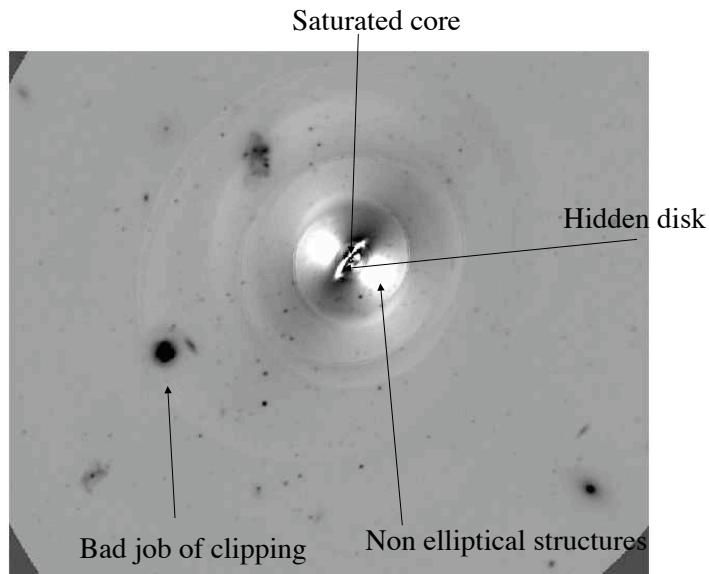 Saturated core
Hidden disk
Bad job of clipping
Non elliptical structures